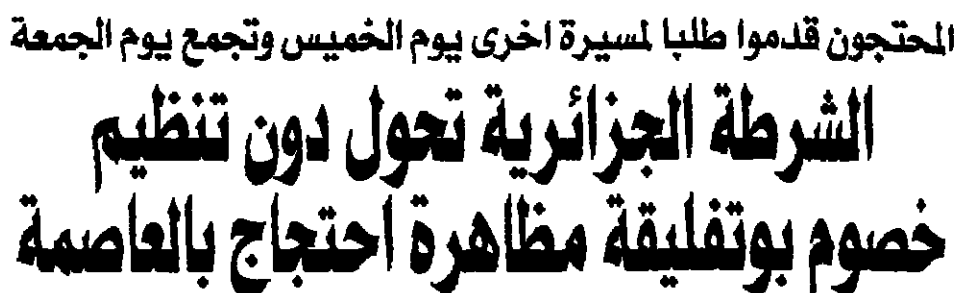 المحتجون قدموا طلبا لمسيرة اخرى يوم الخميس وتجمع يوم الجمعة
الشرطة الجزائرية تحول دون تنظيم
خصوم بوتفليقة مظاهرة احتجاج بالعاصمة